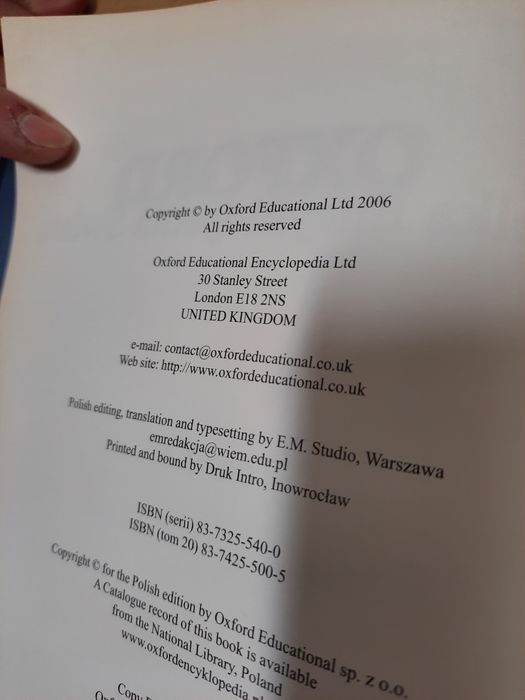 Copyright © by Oxford Educational Ltd 2006
All rights reserved
Oxford Educational Encyclopedia Ltd
30 Stanley Street
London E18 2NS
UNITED KINGDOM
e-mail: contact@oxfordeducational.co.uk
Web site: http://www.oxfordeducational.co.uk
Polish editing, translation and typesetting by E.M. Studio, Warszawa
emredakcja@wiem.edu.pl
Printed and bound by Druk Intro, Inowrocław
ISBN (serii) 83-7325-540-0
ISBN (tom 20) 83-7425-500-5
Copyright © for the Polish edition by Oxford Educational sp. z o.o.
A Catalogue record of this book is available
from the National Library, Poland
www.oxfordencyklopedia